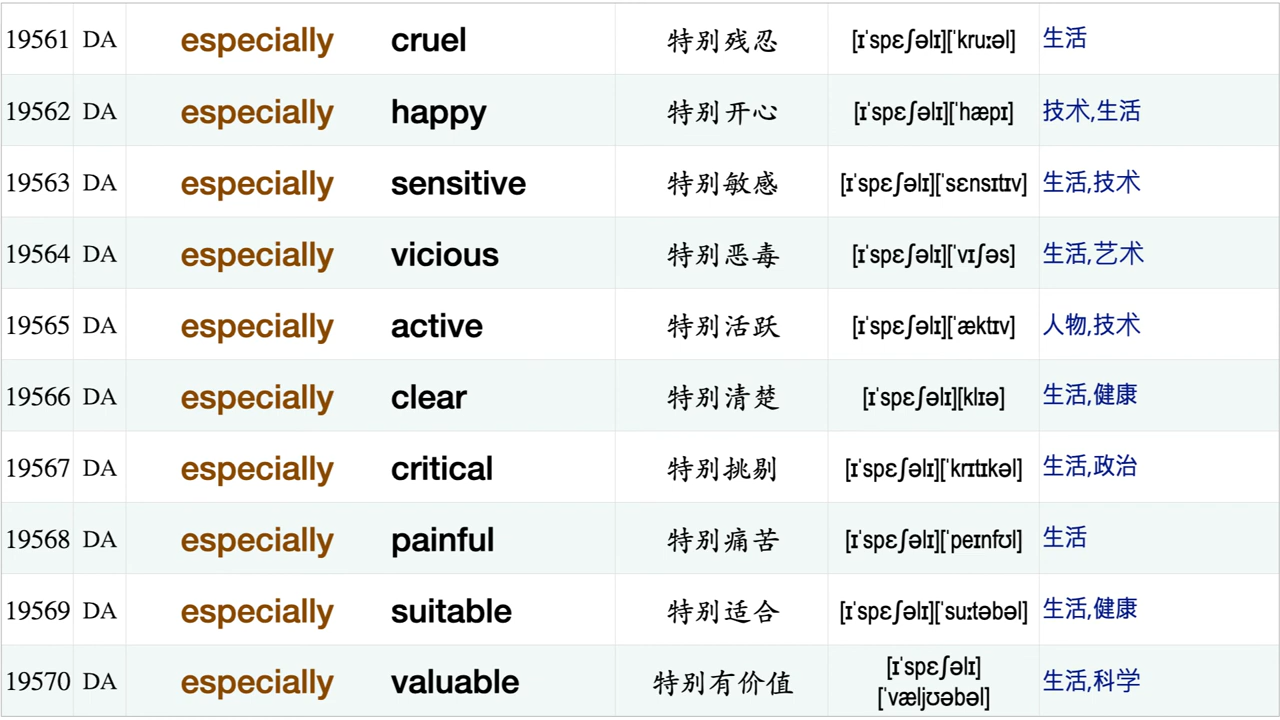 19561 DA especially cruel 特别残忍 [ɪˈspɛʃəlɪ][ˈkruːəl] 生活
19562 DA especially happy 特别开心 [ɪˈspɛʃəlɪ][ˈhæpɪ] 技术,生活
19563 DA especially sensitive 特别敏感 [ɪˈspɛʃəlɪ][ˈsɛnsɪtɪv] 生活,技术
19564 DA especially vicious 特别恶毒 [ɪˈspɛʃəlɪ][ˈvɪʃəs] 生活,艺术
19565 DA especially active 特别活跃 [ɪˈspɛʃəlɪ][ˈæktɪv] 人物,技术
19566 DA especially clear 特别清楚 [ɪˈspɛʃəlɪ][klɪə] 生活,健康
19567 DA especially critical 特别挑剔 [ɪˈspɛʃəlɪ][ˈkrɪtɪkəl] 生活,政治
19568 DA especially painful 特别痛苦 [ɪˈspɛʃəlɪ][ˈpeɪnfʊl] 生活
19569 DA especially suitable 特别适合 [ɪˈspɛʃəlɪ][ˈsuːtəbəl] 生活,健康
19570 DA especially valuable 特别有价值 [ɪˈspɛʃəlɪ] 生活,科学
[ˈvæljʊəbəl]